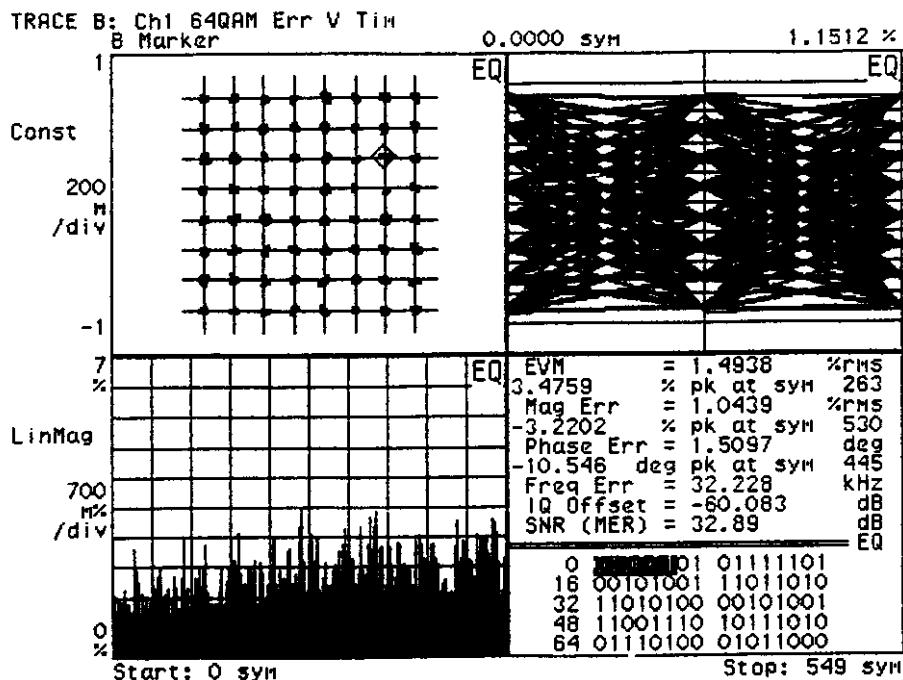 TRACE B: Ch1 64QAM Err V Tim
B Marker 0.0000 sym 1.1512 %
1
EQ
Const
200
m
/div
-1
EQ
7
%
EQ
LinMag
700
m%
/div
0
%
Start: 0 sym
Stop: 549 sym
EVM = 1.4938 %rms
3.4759 % pk at sym 263
Mag Err = 1.0439 %rms
-3.2202 % pk at sym 530
Phase Err = 1.5097 deg
-10.546 deg pk at sym 445
Freq Err = 32.228 kHz
IQ Offset = -60.083 dB
SNR (MER) = 32.89 dB
EQ
0 01 01111101
16 00101001 11011010
32 11010100 00101001
48 11001110 10111010
64 01110100 01011000